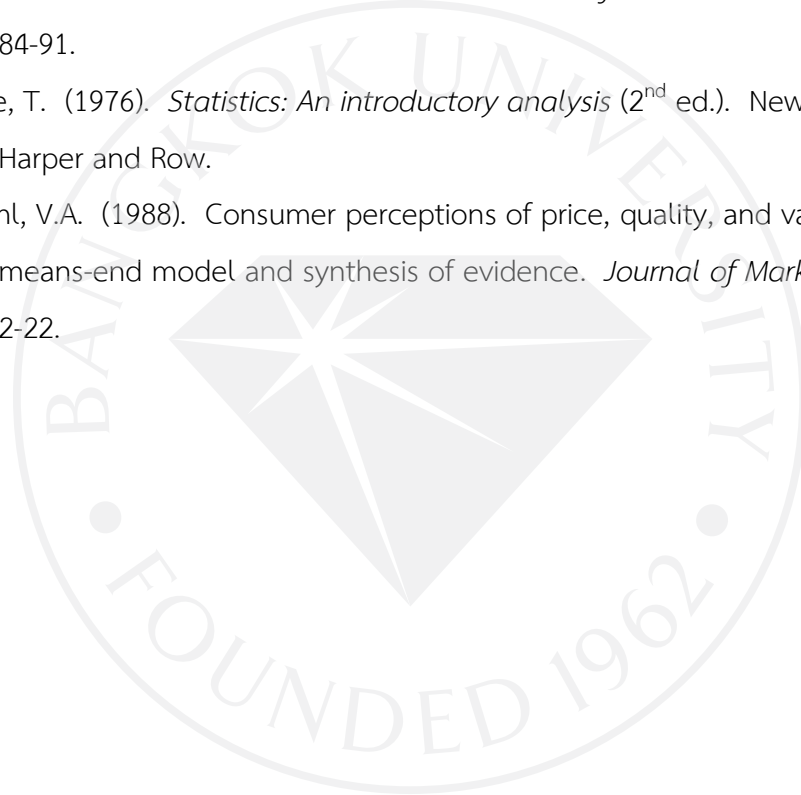 84-91.
e, T. (1976). Statistics: An introductory analysis (2nd ed.). New
Harper and Row.
hl, V.A. (1988). Consumer perceptions of price, quality, and va
means-end model and synthesis of evidence. Journal of Mark
2-22.
BANGKOK UNIVERSITY
FOUNDED 1962